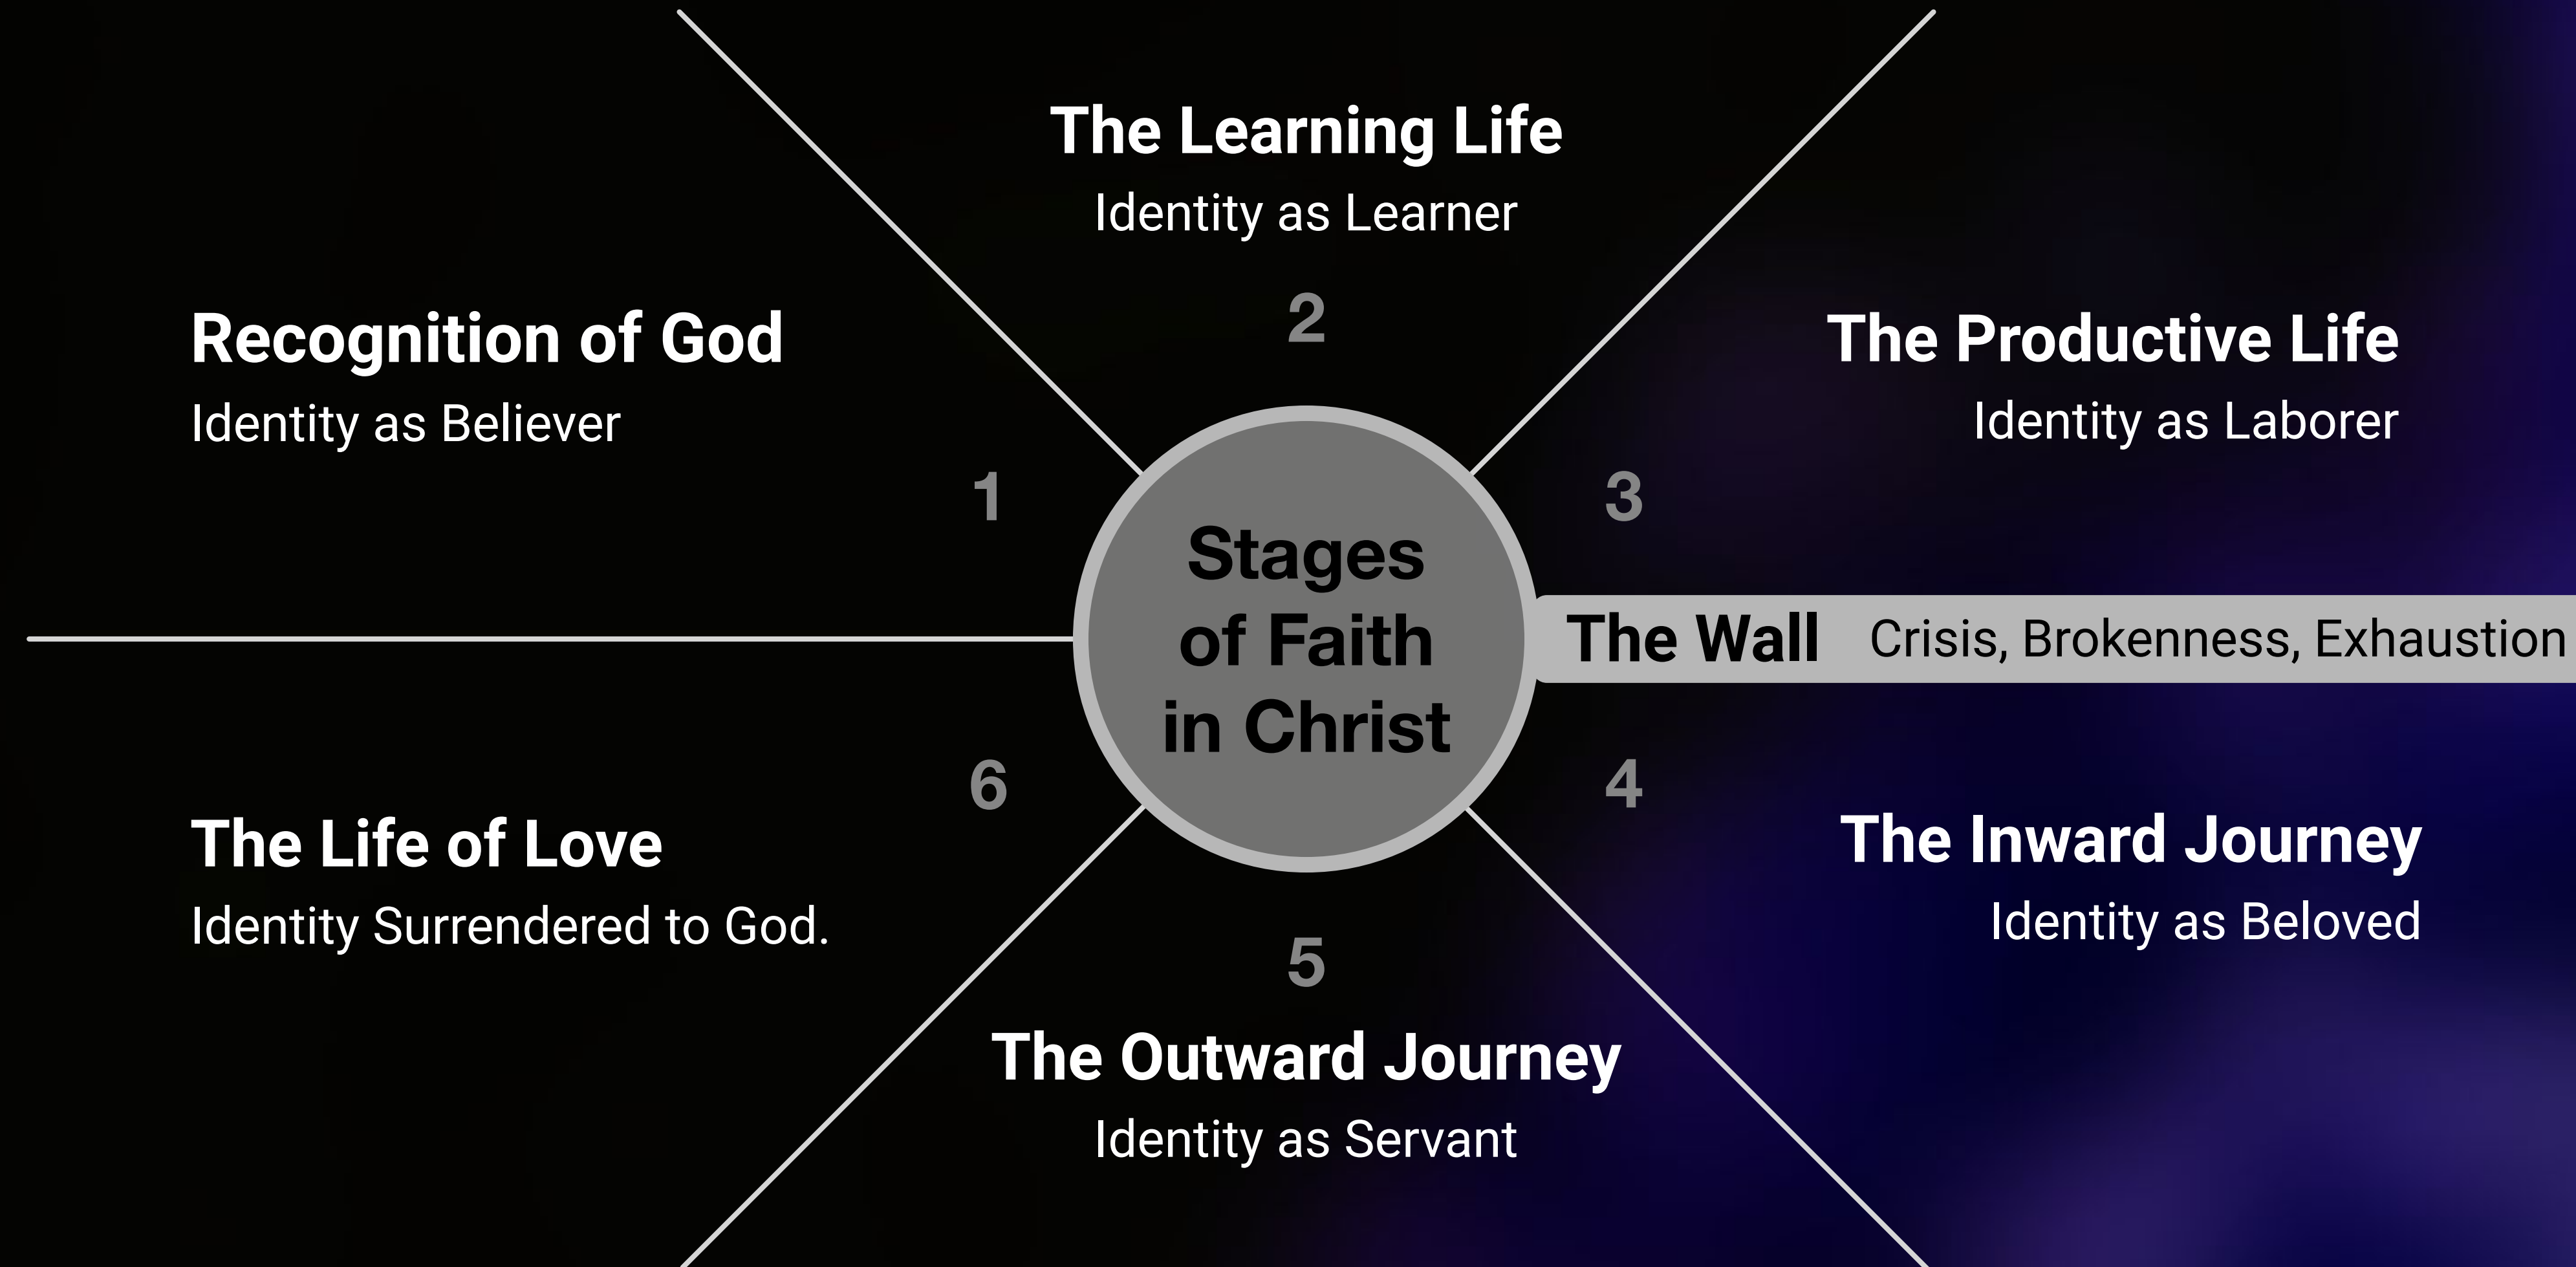 Stages
of Faith
in Christ
1
Recognition of God
Identity as Believer
The Learning Life
Identity as Learner
2
The Productive Life
Identity as Laborer
3
The Wall Crisis, Brokenness, Exhaustion
4
The Inward Journey
Identity as Beloved
5
The Outward Journey
Identity as Servant
6
The Life of Love
Identity Surrendered to God.